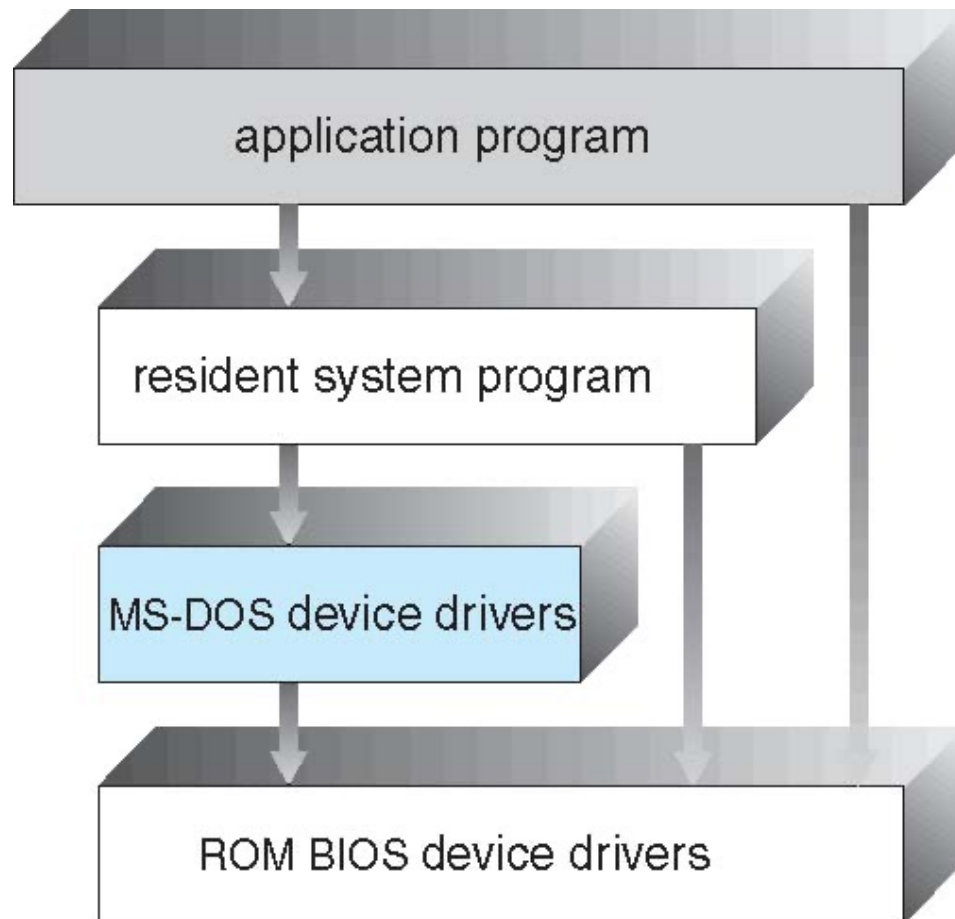 application program
resident system program
MS-DOS device drivers
ROM BIOS device drivers